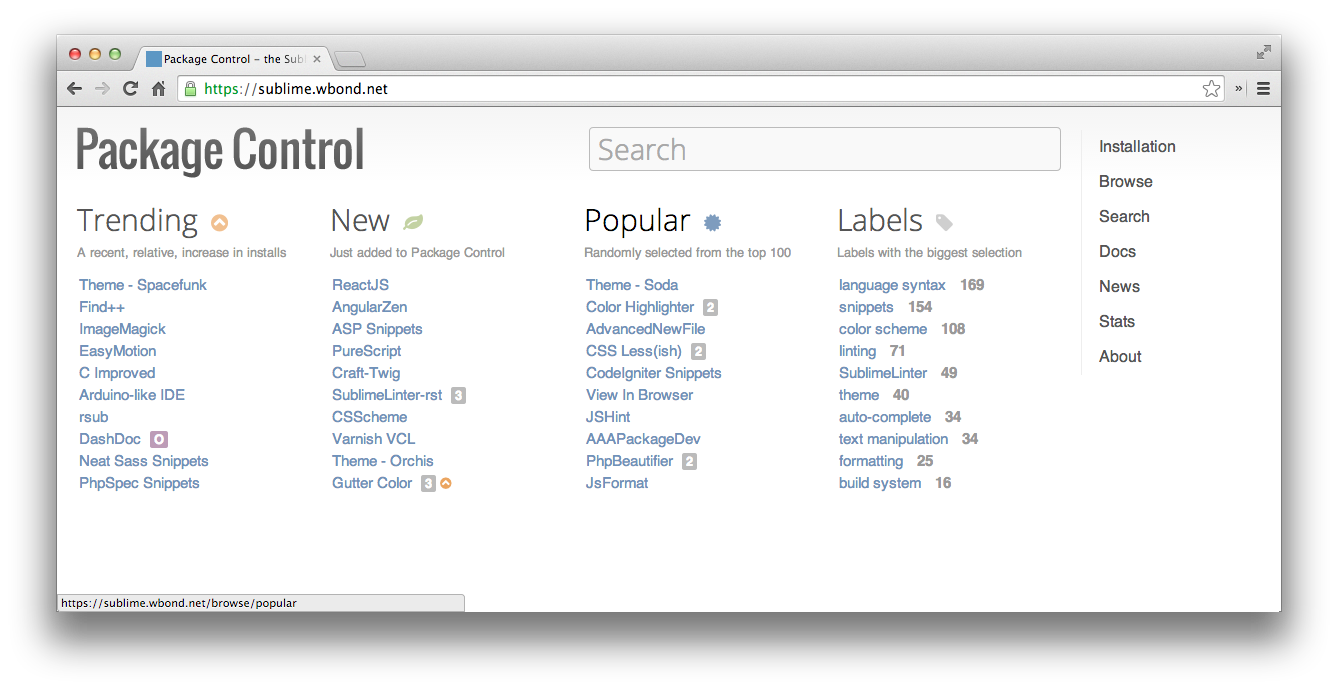 Package Control – the Subl
https://sublime.wbond.net
Package Control
Search
Trending
A recent, relative, increase in installs
Theme - Spacefunk
Find++
ImageMagick
EasyMotion
C Improved
Arduino-like IDE
rsub
DashDoc O
Neat Sass Snippets
PhpSpec Snippets
New
Just added to Package Control
ReactJS
AngularZen
ASP Snippets
PureScript
Craft-Twig
SublimeLinter-rst 3
CSScheme
Varnish VCL
Theme - Orchis
Gutter Color 3
Popular
Randomly selected from the top 100
Theme - Soda
Color Highlighter 2
AdvancedNewFile
CSS Less(ish) 2
CodeIgniter Snippets
View In Browser
JSHint
AAAPackageDev
PhpBeautifier 2
JsFormat
Labels
Labels with the biggest selection
language syntax 169
snippets 154
color scheme 108
linting 71
SublimeLinter 49
theme 40
auto-complete 34
text manipulation 34
formatting 25
build system 16
Installation
Browse
Search
Docs
News
Stats
About
https://sublime.wbond.net/browse/popular